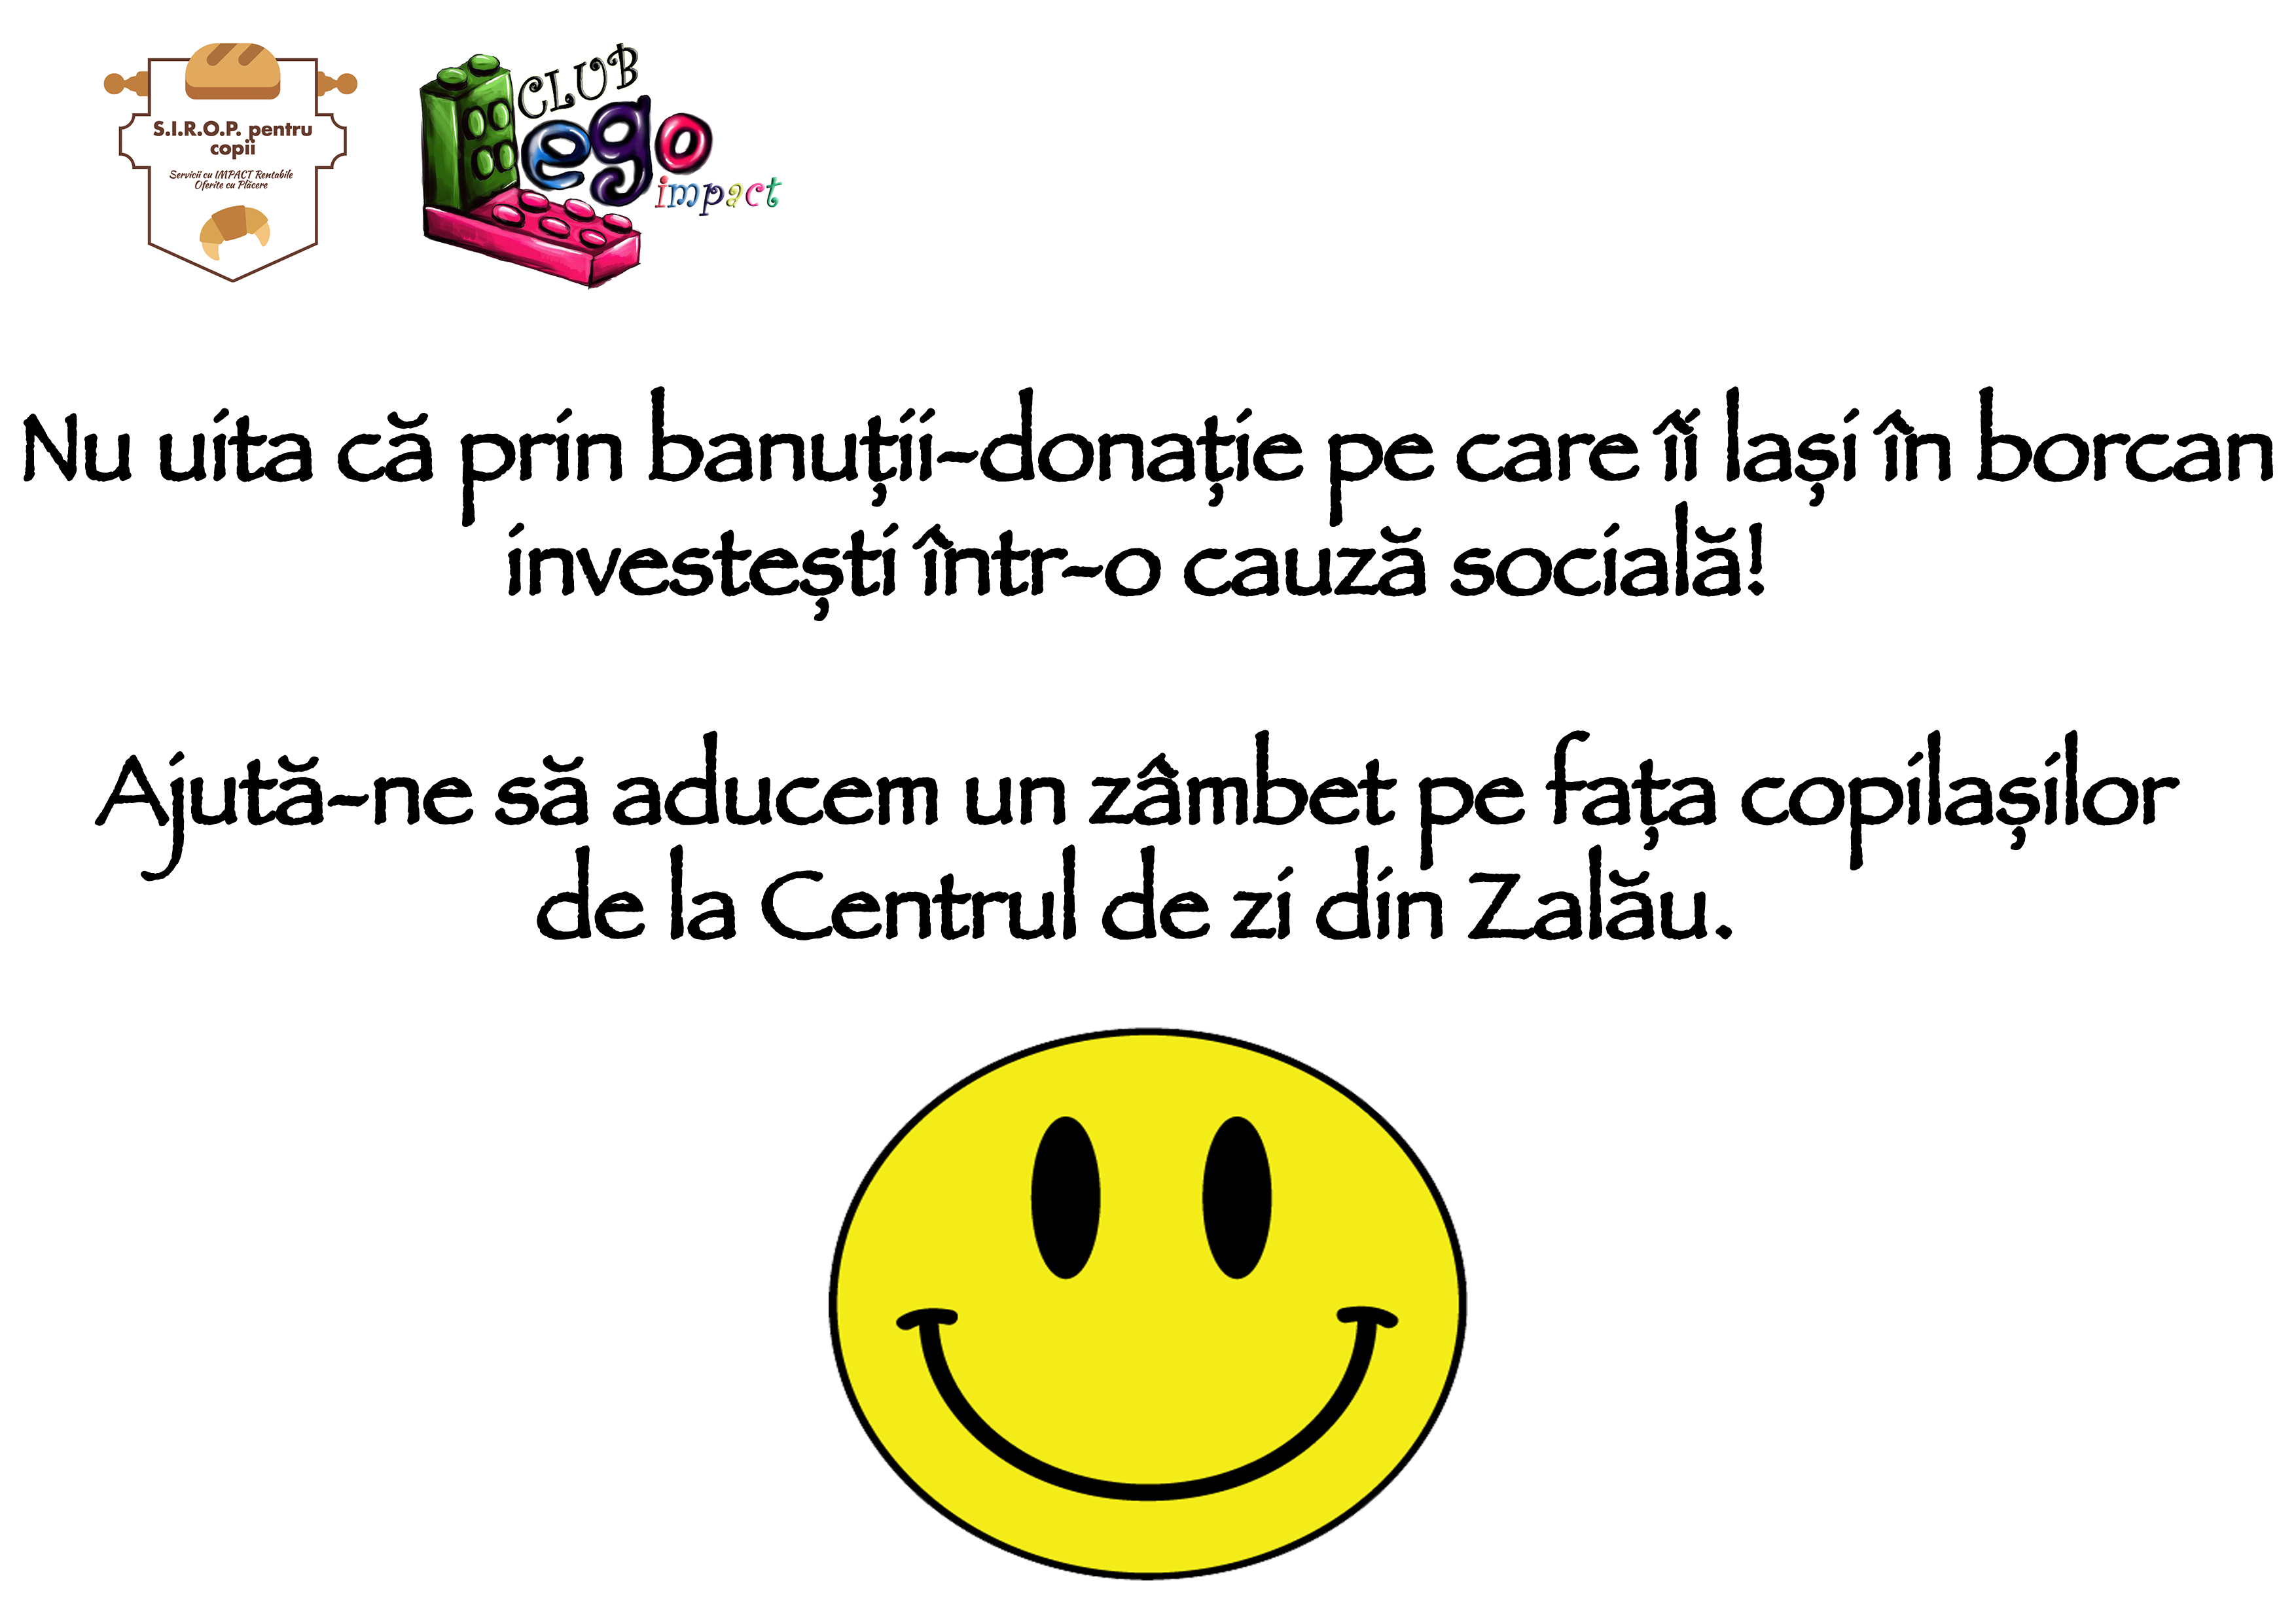 S.I.R.O.P. pentru
copii
Servicii cu IMPACT Rentabile
Oferite cu Plăcere
CLUB
Lego
impact
Nu uita că prin banuții-donație pe care îi lași în borcan
investești într-o cauză socială!
Ajută-ne să aducem un zâmbet pe fața copilașilor
de la Centrul de zi din Zalău.